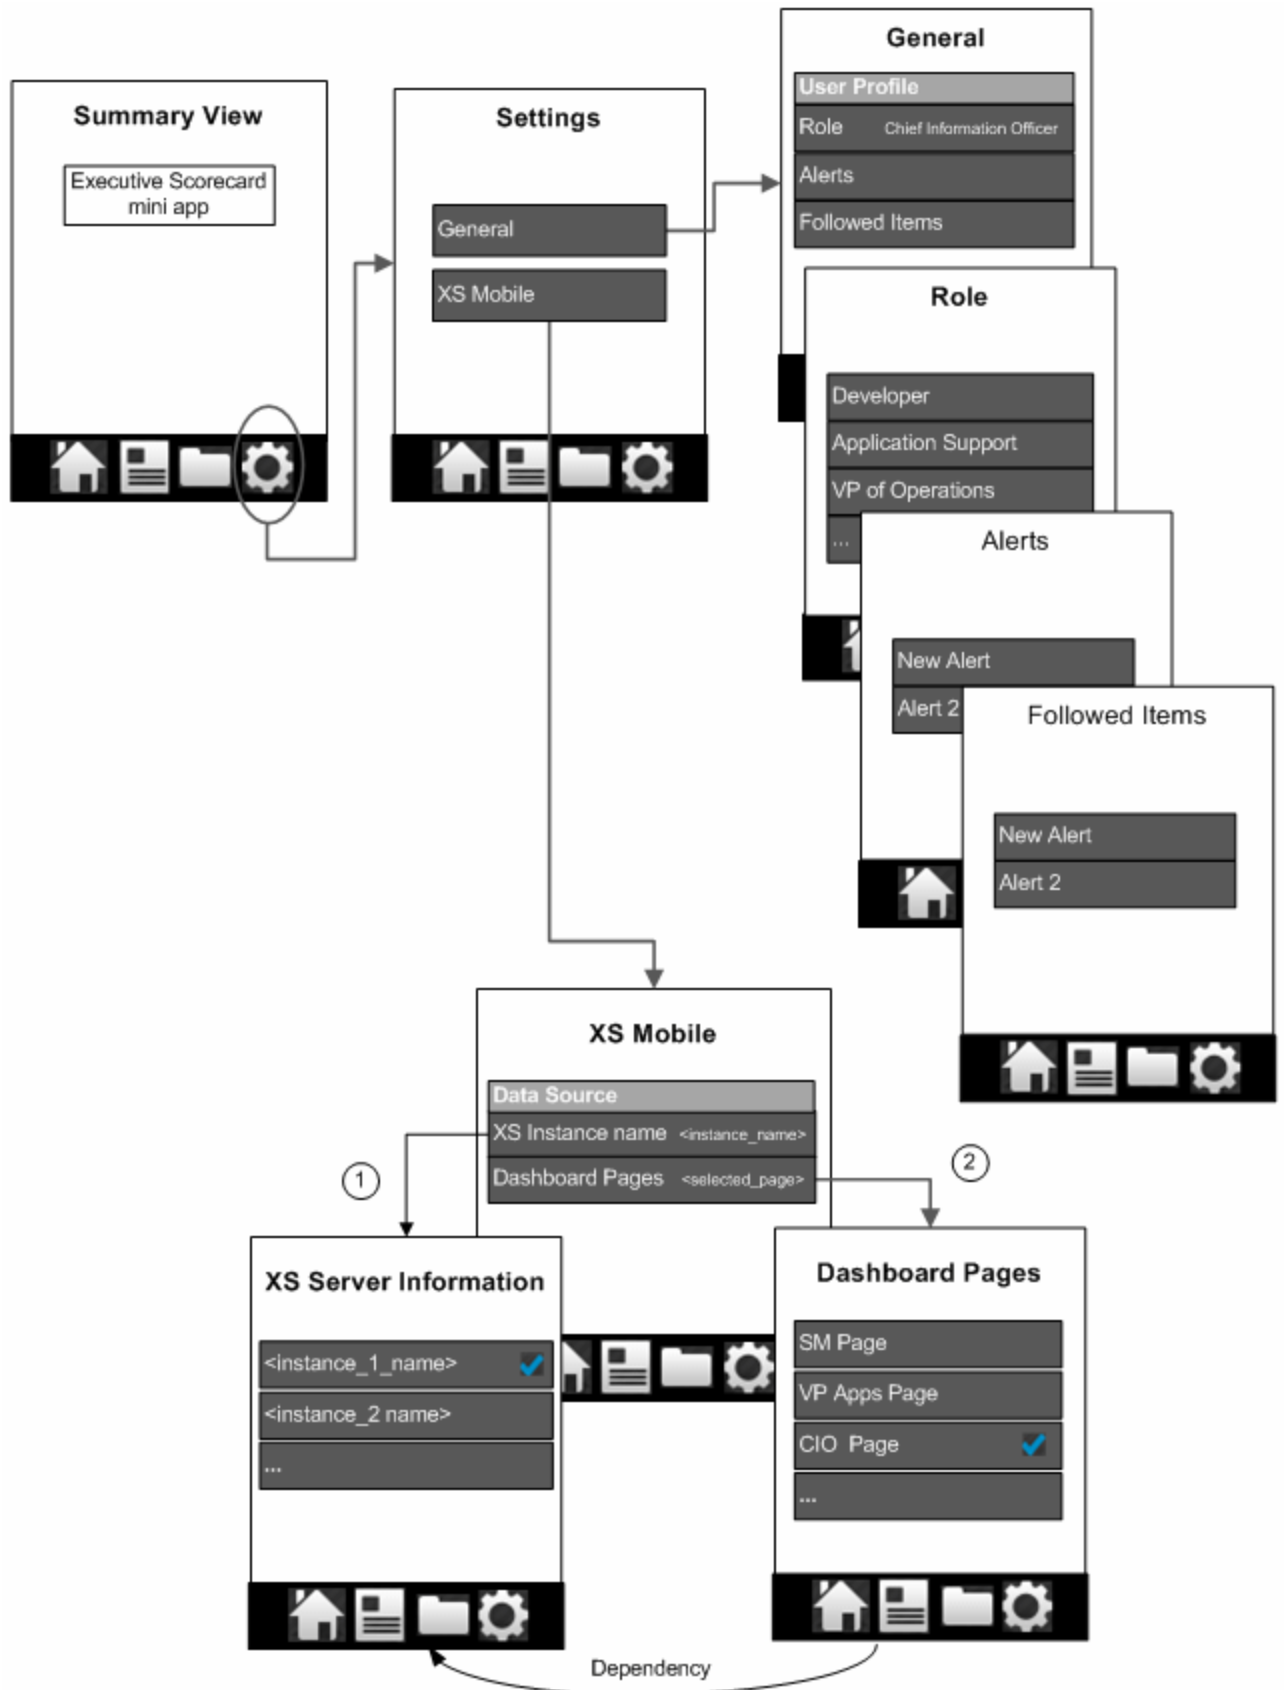 Summary View
Executive Scorecard
mini app
Settings
General
XS Mobile
General
User Profile
Role Chief Information Officer
Alerts
Followed Items
Role
Developer
Application Support
VP of Operations
...
Alerts
New Alert
Alert 2
Followed Items
New Alert
Alert 2
XS Mobile
Data Source
XS Instance name <instance_name>
Dashboard Pages <selected_page>
1
2
XS Server Information
<instance_1_name>
<instance_2 name>
...
Dashboard Pages
SM Page
VP Apps Page
CIO Page
...
Dependency